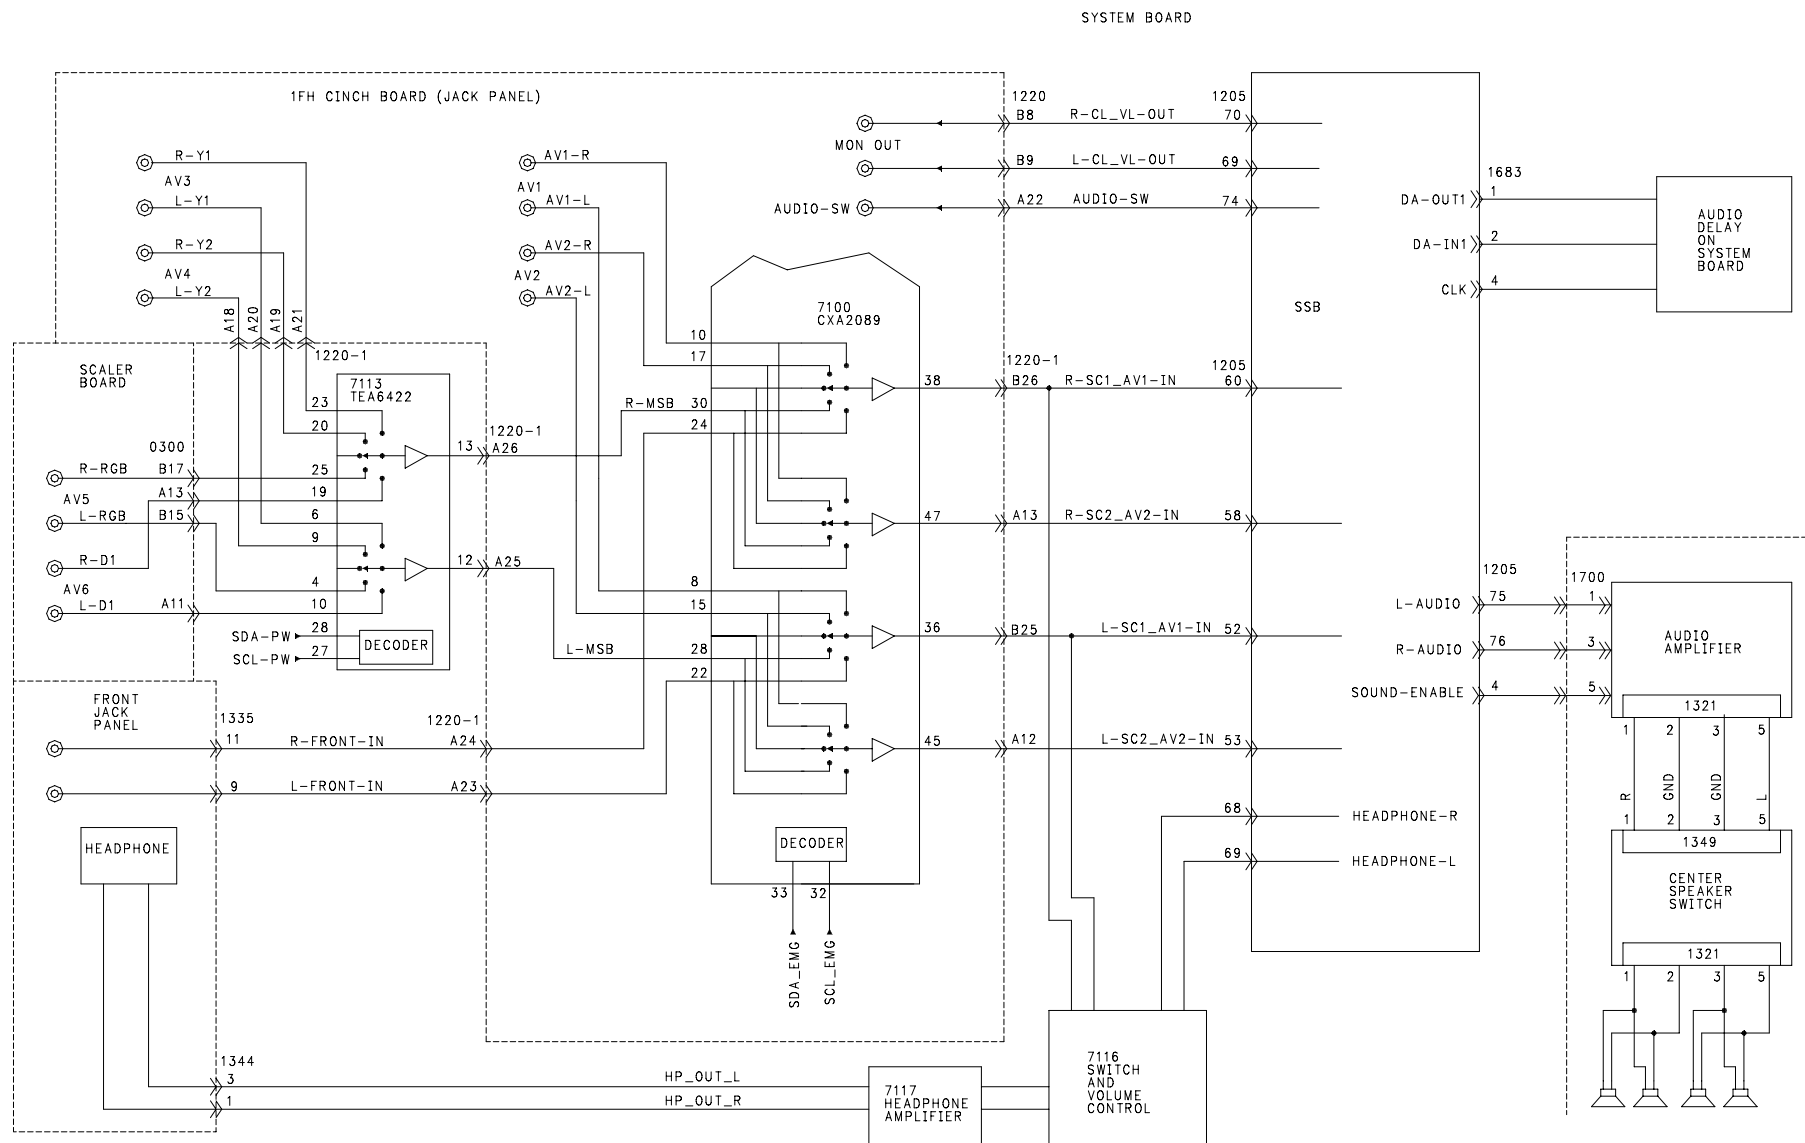 SYSTEM BOARD
1FH CINCH BOARD (JACK PANEL)
R-Y1
AV3
L-Y1
R-Y2
AV4
L-Y2
A18
A20
A19
A21
1220-1
AV1-R
AV1
AV1-L
AV2-R
AV2
AV2-L
MON OUT
AUDIO-SW
1220
B8
R-CL_VL-OUT
1205
70
B9
L-CL_VL-OUT
69
A22
AUDIO-SW
74
SSB
DA-OUT1
1683
1
DA-IN1
2
CLK
4
AUDIO
DELAY
ON
SYSTEM
BOARD
SCALER
BOARD
0300
R-RGB
B17
AV5
A13
L-RGB
B15
R-D1
AV6
L-D1
A11
7113
TEA6422
23
20
25
19
6
9
4
10
28
27
SDA-PW
SCL-PW
DECODER
13
1220-1
A26
12
A25
R-MSB
L-MSB
7100
CXA2089
10
17
30
24
8
15
28
22
38
47
36
45
DECODER
33
32
SDA_EMG
SCL_EMG
1220-1
B26
R-SC1_AV1-IN
1205
60
A13
R-SC2_AV2-IN
58
B25
L-SC1_AV1-IN
52
A12
L-SC2_AV2-IN
53
68
HEADPHONE-R
69
HEADPHONE-L
1205
1700
L-AUDIO
75
1
R-AUDIO
76
3
SOUND-ENABLE
4
5
AUDIO
AMPLIFIER
1321
1
2
3
5
R
GND
GND
L
1
2
3
5
1349
CENTER
SPEAKER
SWITCH
1321
1
2
3
5
FRONT
JACK
PANEL
1335
11
R-FRONT-IN
1220-1
A24
9
L-FRONT-IN
A23
HEADPHONE
1344
3
HP_OUT_L
1
HP_OUT_R
7117
HEADPHONE
AMPLIFIER
7116
SWITCH
AND
VOLUME
CONTROL